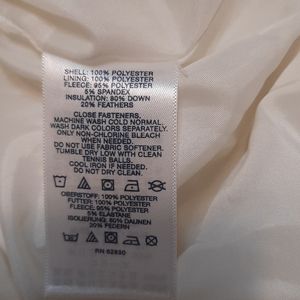 SHELL: 100% POLYESTER
LINING: 100% POLYESTER
FLEECE: 95% POLYESTER
5% SPANDEX
INSULATION: 80% DOWN
20% FEATHERS
CLOSE FASTENERS.
MACHINE WASH COLD NORMAL.
WASH DARK COLORS SEPARATELY.
ONLY NON-CHLORINE BLEACH
WHEN NEEDED.
DO NOT USE FABRIC SOFTENER.
TUMBLE DRY LOW WITH CLEAN
TENNIS BALLS.
COOL IRON IF NEEDED.
DO NOT DRY CLEAN.
OBERSTOFF: 100% POLYESTER
FUTTER: 100% POLYESTER
FLEECE: 95% POLYESTER
5% ELASTANE
ISOLIERUNG: 80% DAUNEN
20% FEDERN
RN 62830